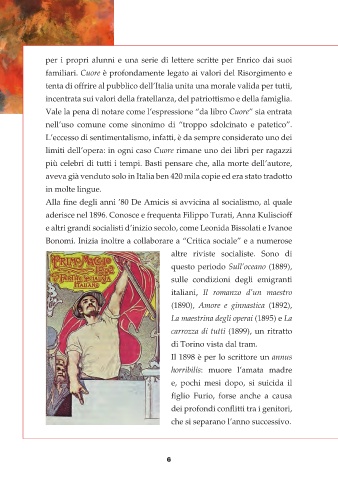 per i propri alunni e una serie di lettere scritte per Enrico dai suoi
familiari. Cuore è profondamente legato ai valori del Risorgimento e
tenta di offrire al pubblico dell'Italia unita una morale valida per tutti,
incentrata sui valori della fratellanza, del patriottismo e della famiglia.
Vale la pena di notare come l'espressione "da libro Cuore" sia entrata
nell'uso comune come sinonimo di "troppo sdolcinato e patetico".
L'eccesso di sentimentalismo, infatti, è da sempre considerato uno dei
limiti dell'opera: in ogni caso Cuore rimane uno dei libri per ragazzi
più celebri di tutti i tempi. Basti pensare che, alla morte dell'autore,
aveva già venduto solo in Italia ben 420 mila copie ed era stato tradotto
in molte lingue.
Alla fine degli anni '80 De Amicis si avvicina al socialismo, al quale
aderisce nel 1896. Conosce e frequenta Filippo Turati, Anna Kuliscioff
e altri grandi socialisti d'inizio secolo, come Leonida Bissolati e Ivanoe
Bonomi. Inizia inoltre a collaborare a "Critica sociale" e a numerose
altre riviste socialiste. Sono di
questo periodo Sull'oceano (1889),
sulle condizioni degli emigranti
italiani, Il romanzo d'un maestro
(1890), Amore e ginnastica (1892),
La maestrina degli operai (1895) e La
carrozza di tutti (1899), un ritratto
di Torino vista dal tram.
Il 1898 è per lo scrittore un annus
horribilis: muore l'amata madre
e, pochi mesi dopo, si suicida il
figlio Furio, forse anche a causa
dei profondi conflitti tra i genitori,
che si separano l'anno successivo.
PRIMO MAGGIO
PARTITO SOCIALISTA
ITALIANO
6